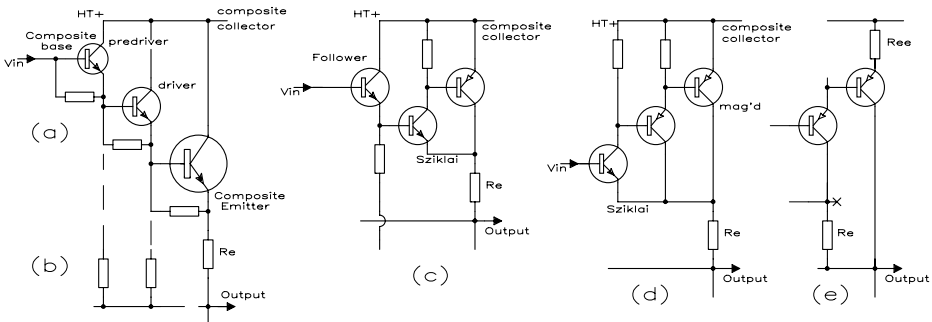 HT+
composite
collector
Composite
base
predriver
Vin
driver
(a)
Composite
Emitter
Re
(b)
Output
composite
collector
Follower
Vin
Sziklai
Re
Output
(c)
HT+
composite
collector
mag'd
Vin
Sziklai
Re
Output
(d)
Ree
Re
Output
(e)